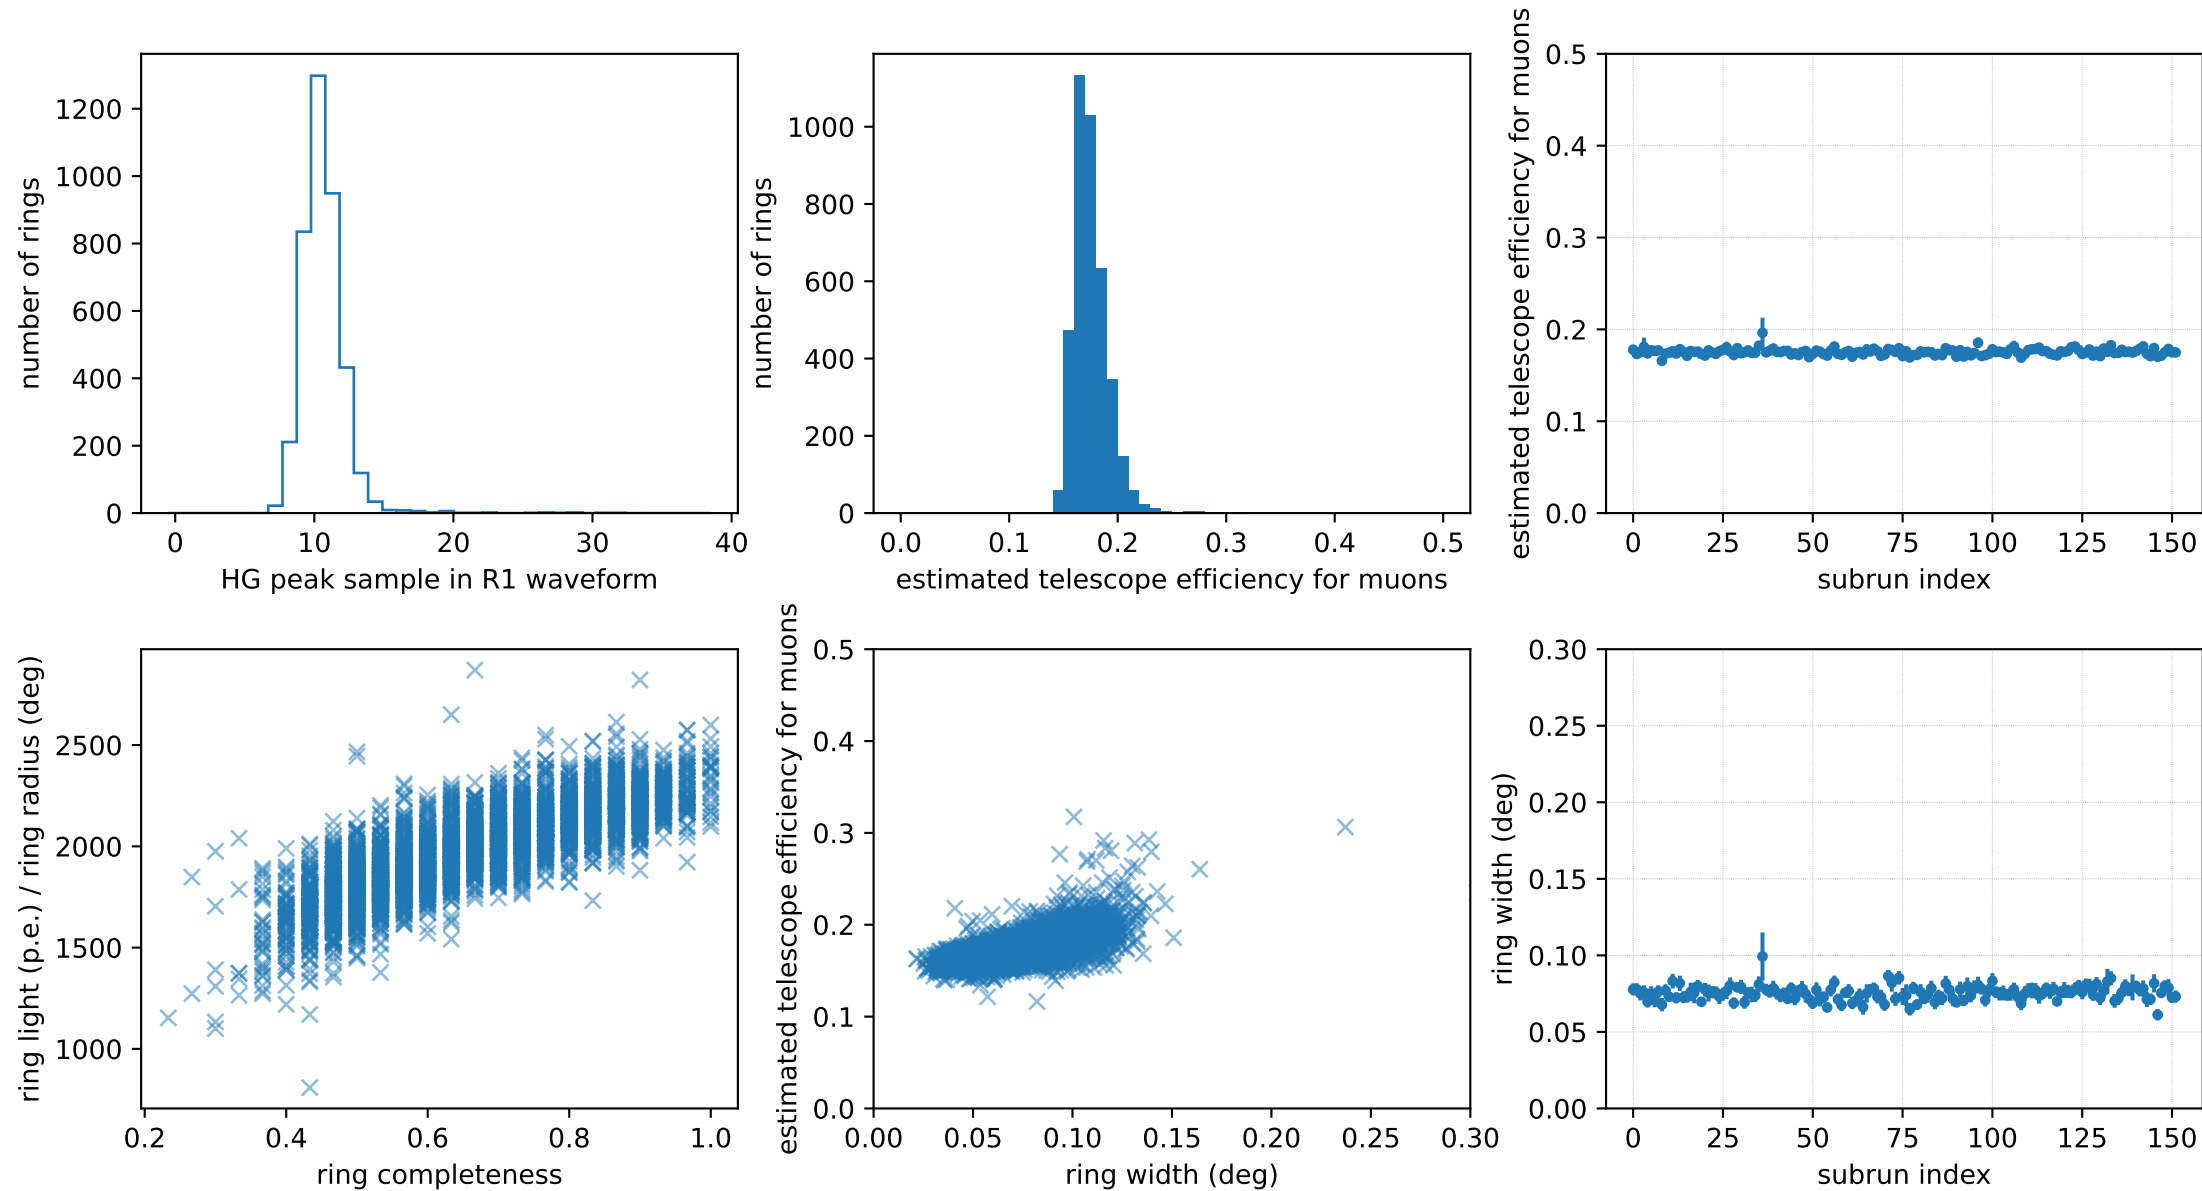 number of rings
1200
1000
800
600
400
200
0
0 10 20 30 40
HG peak sample in R1 waveform
number of rings
1000
800
600
400
200
0
0.0 0.1 0.2 0.3 0.4 0.5
estimated telescope efficiency for muons
estimated telescope efficiency for muons
0.5
0.4
0.3
0.2
0.1
0.0
0 25 50 75 100 125 150
subrun index
ring light (p.e.) / ring radius (deg)
2500
2000
1500
1000
0.2 0.4 0.6 0.8 1.0
ring completeness
estimated telescope efficiency for muons
0.5
0.4
0.3
0.2
0.1
0.0
0.00 0.05 0.10 0.15 0.20 0.25 0.30
ring width (deg)
ring width (deg)
0.30
0.25
0.20
0.15
0.10
0.05
0.00
0 25 50 75 100 125 150
subrun index